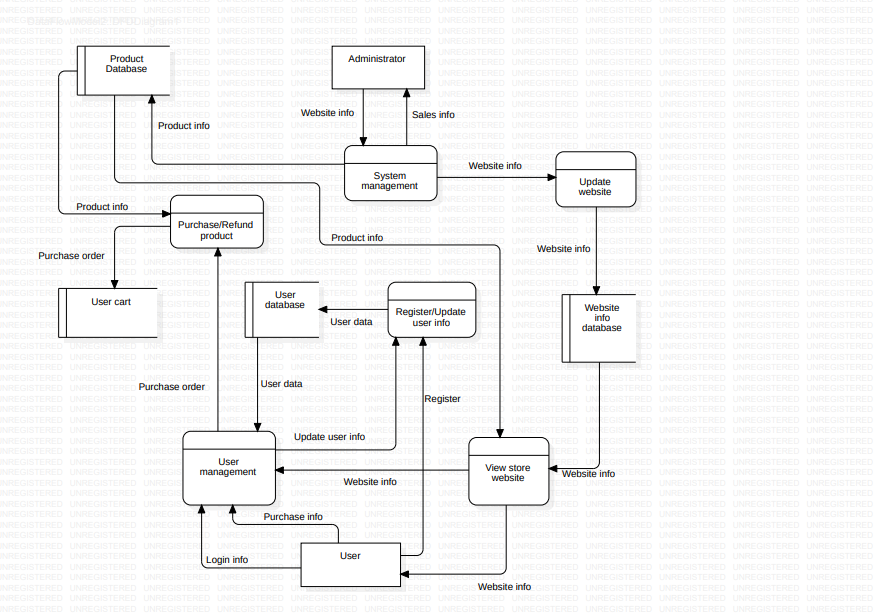 Product
Database
Administrator
Website info
Sales info
Product info
System
management
Website info
Update
website
Product info
Purchase/Refund
product
Product info
Website info
Purchase order
User cart
User
database
Register/Update
user info
User data
Website
info
database
Purchase order
User data
Register
Update user info
User
management
View store
website
Website info
Website info
Purchase info
User
Login info
Website info